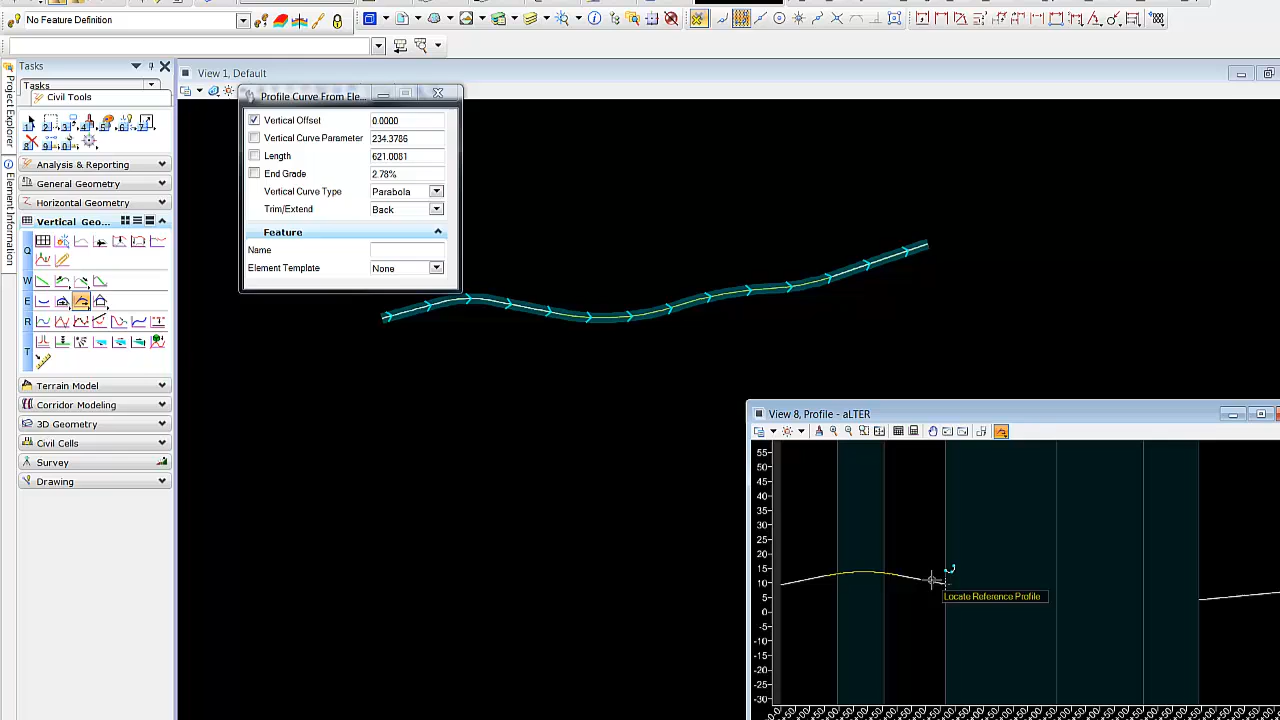 No Feature Definition
Tasks
Tasks
Civil Tools
Project Explorer
Element Information
Analysis & Reporting
General Geometry
Horizontal Geometry
Vertical Geo...
Q
W
E
R
T
Terrain Model
Corridor Modeling
3D Geometry
Civil Cells
Survey
Drawing
View 1, Default
Profile Curve From Ele...
Vertical Offset 0.0000
Vertical Curve Parameter 234.3786
Length 621.0081
End Grade 2.78%
Vertical Curve Type Parabola
Trim/Extend Back
Feature
Name
Element Template None
View 8, Profile - aLTER
55
50
45
40
35
30
25
20
15
10
5
0
-5
-10
-15
-20
-25
-30
Locate Reference Profile